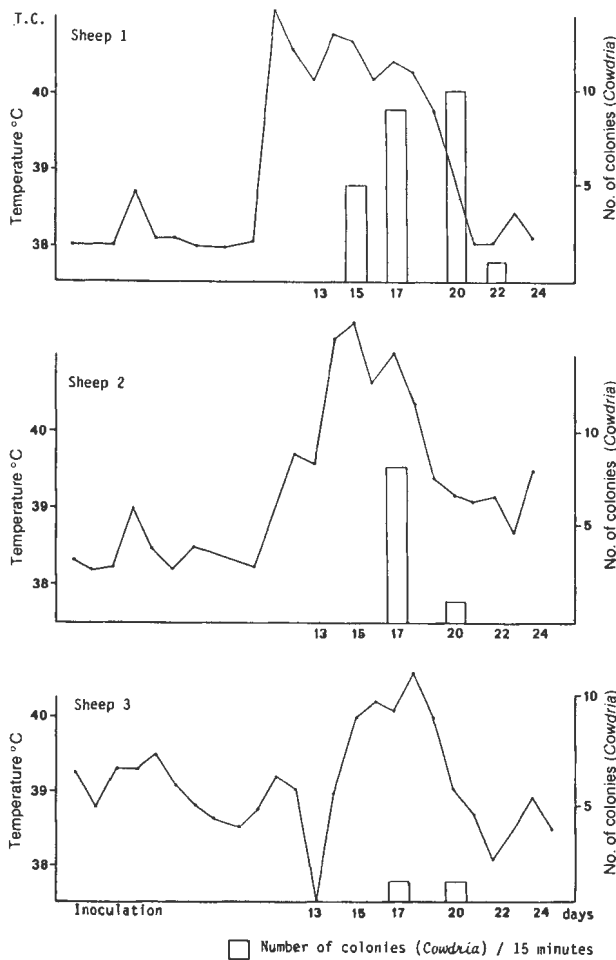 T.C.
Sheep 1
Temperature °C
40
39
38
10
5
No. of colonies (Cowdria)
13 15 17 20 22 24
Sheep 2
Temperature °C
40
39
38
10
5
No. of colonies (Cowdria)
13 15 17 20 22 24
Sheep 3
Temperature °C
40
39
38
10
5
No. of colonies (Cowdria)
Inoculation 13 15 17 20 22 24 days
Number of colonies (Cowdria) / 15 minutes